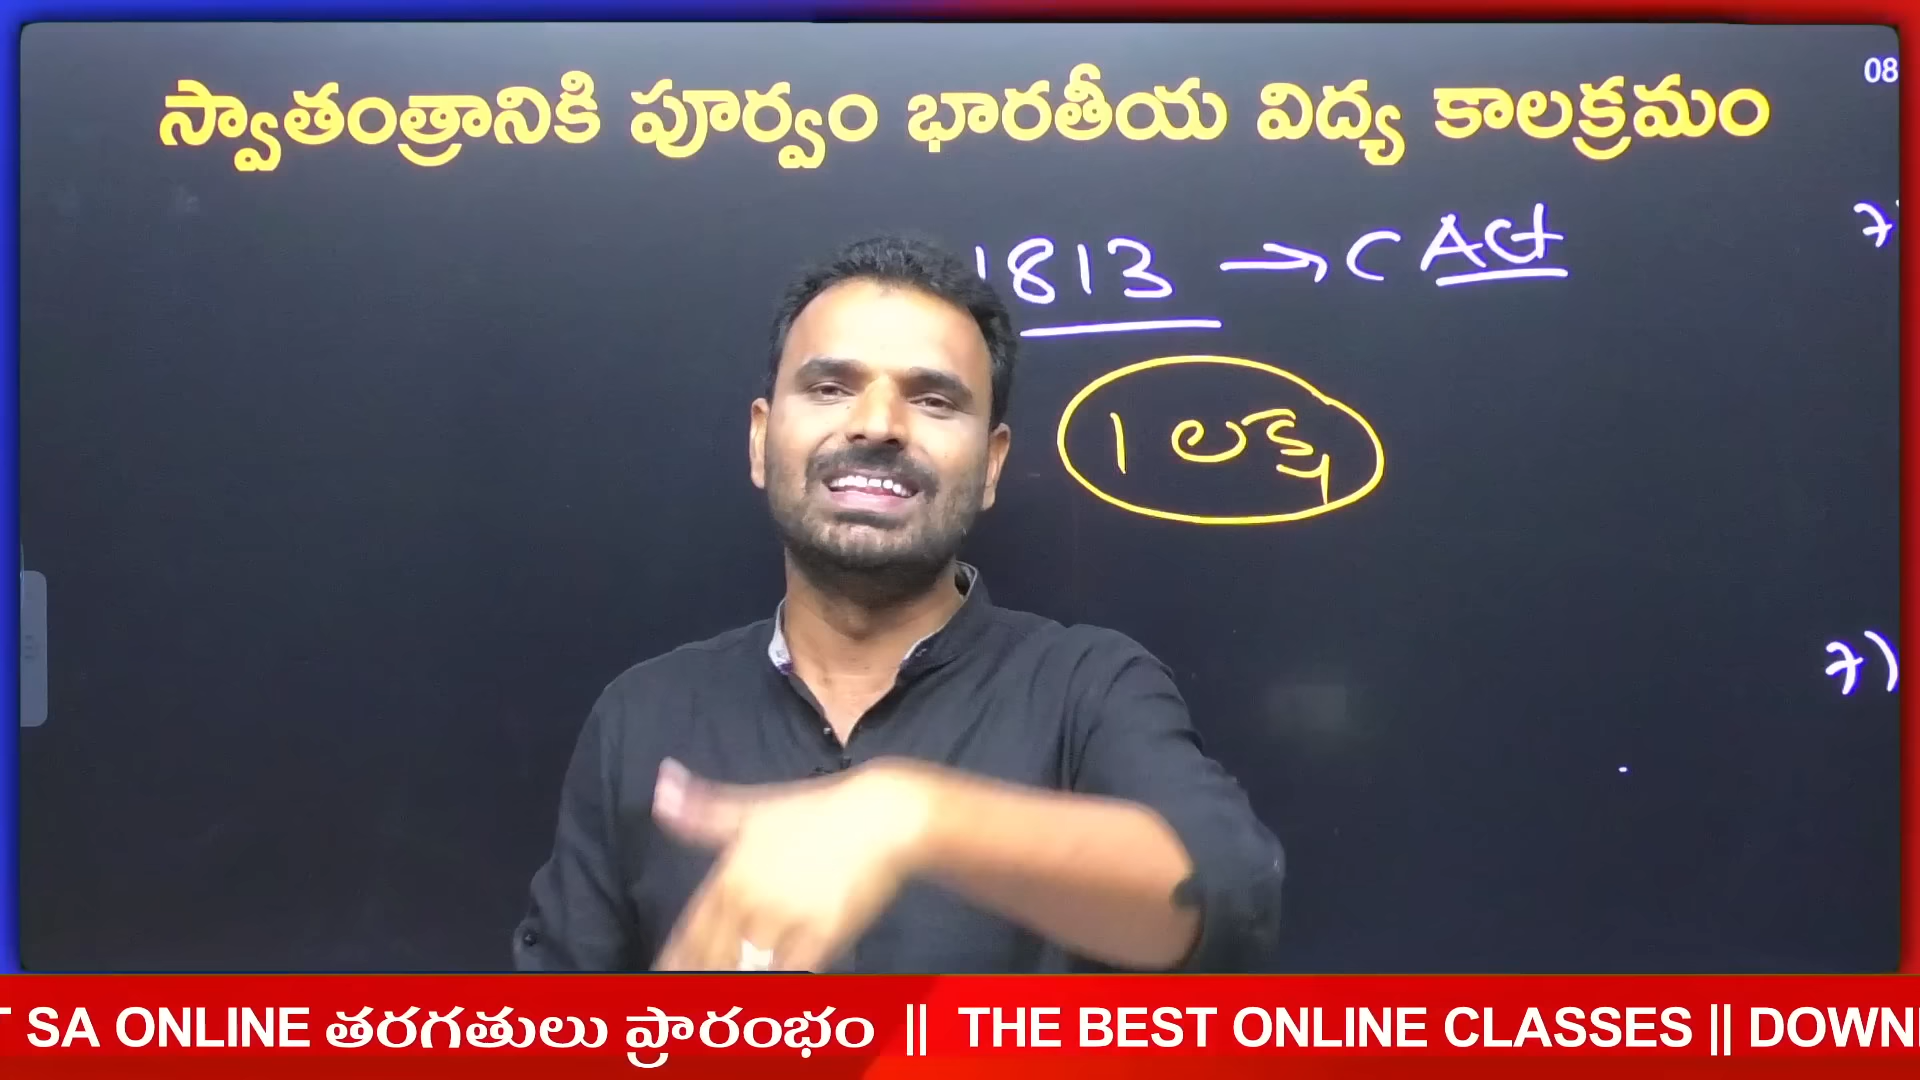 స్వాతంత్రానికి పూర్వం భారతీయ విద్య కాలక్రమం
08
1813 → C Act
7)
1 లక్ష
7)
T SA ONLINE తరగతులు ప్రారంభం || THE BEST ONLINE CLASSES || DOWN